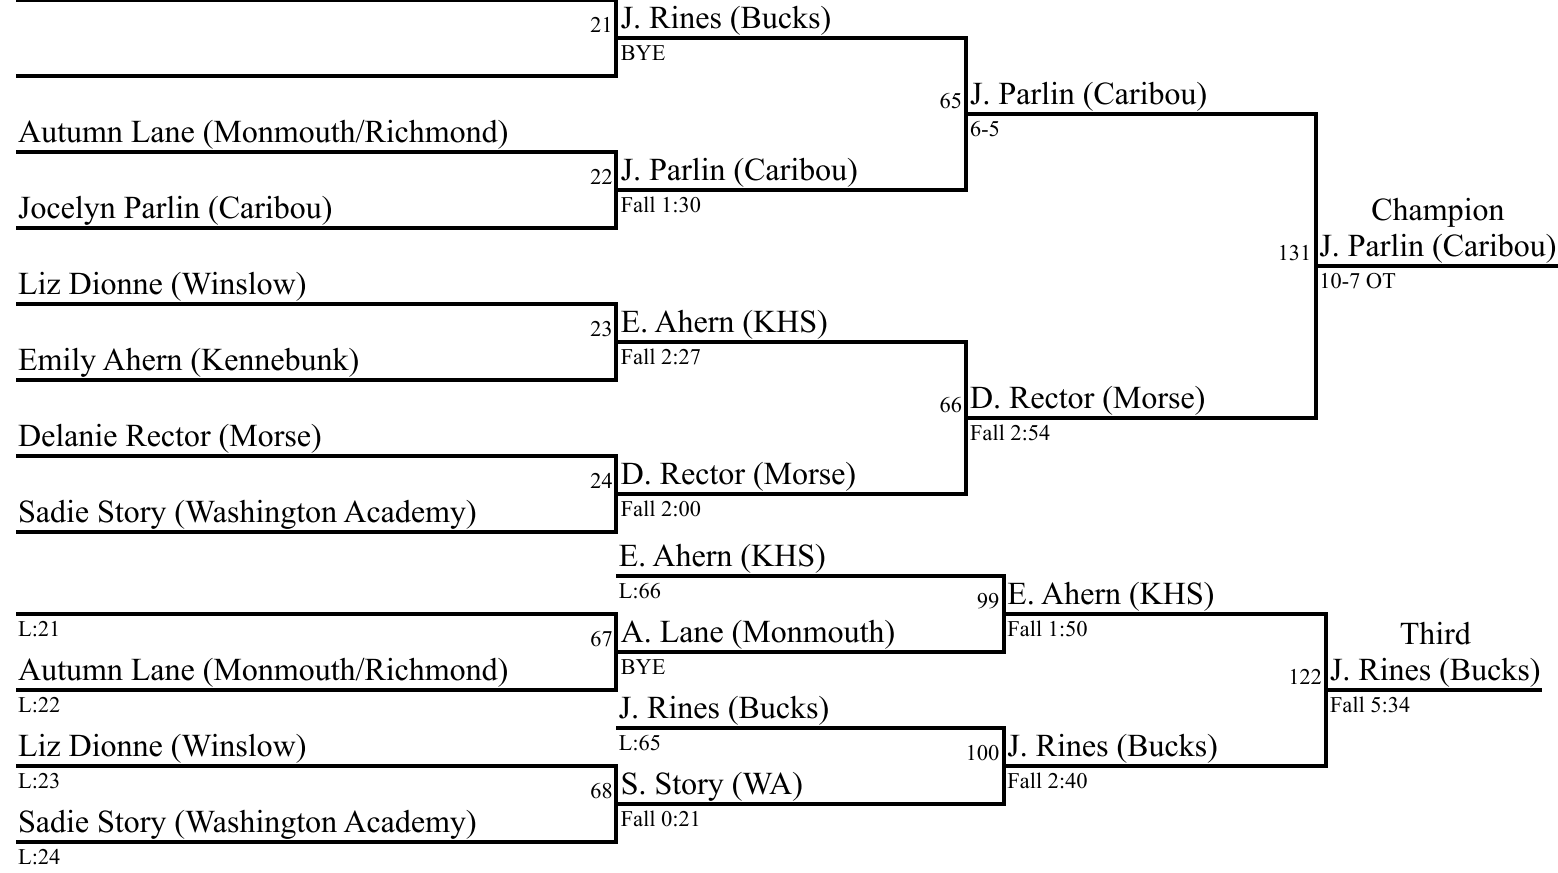 21
J. Rines (Bucks)
BYE
65
J. Parlin (Caribou)
6-5
Autumn Lane (Monmouth/Richmond)
22
J. Parlin (Caribou)
Fall 1:30
Jocelyn Parlin (Caribou)
Champion
131
J. Parlin (Caribou)
10-7 OT
Liz Dionne (Winslow)
23
E. Ahern (KHS)
Fall 2:27
Emily Ahern (Kennebunk)
66
D. Rector (Morse)
Fall 2:54
Delanie Rector (Morse)
24
D. Rector (Morse)
Fall 2:00
Sadie Story (Washington Academy)
E. Ahern (KHS)
L:66
99
E. Ahern (KHS)
Fall 1:50
L:21
67
A. Lane (Monmouth)
BYE
Autumn Lane (Monmouth/Richmond)
L:22
Third
122
J. Rines (Bucks)
Fall 5:34
J. Rines (Bucks)
L:65
100
J. Rines (Bucks)
Fall 2:40
Liz Dionne (Winslow)
L:23
68
S. Story (WA)
Fall 0:21
Sadie Story (Washington Academy)
L:24